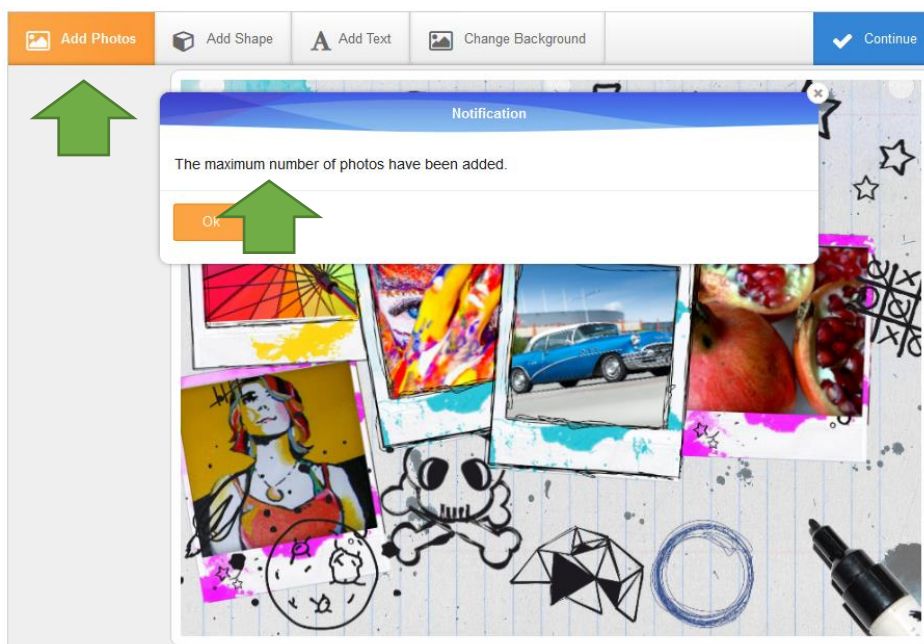 Add Photos
Add Shape
Add Text
Change Background
Continue
Notification
The maximum number of photos have been added.
Ok